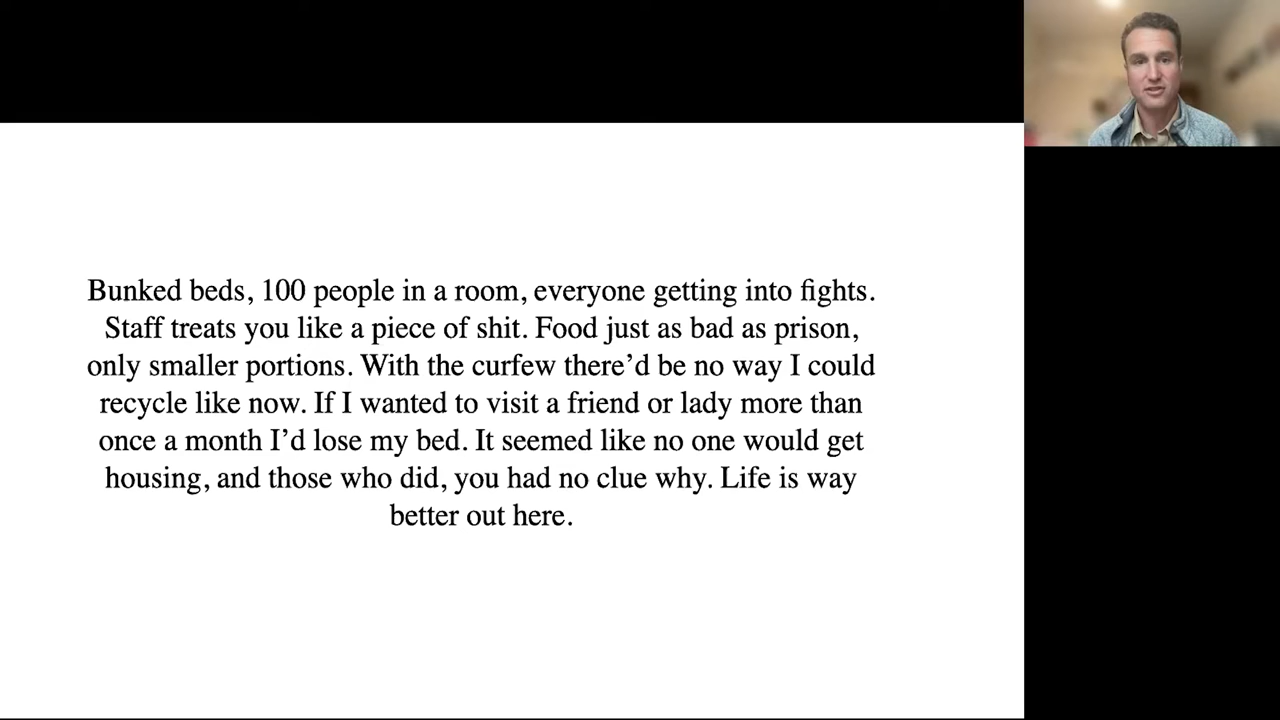 Bunked beds, 100 people in a room, everyone getting into fights.
Staff treats you like a piece of shit. Food just as bad as prison,
only smaller portions. With the curfew there’d be no way I could
recycle like now. If I wanted to visit a friend or lady more than
once a month I’d lose my bed. It seemed like no one would get
housing, and those who did, you had no clue why. Life is way
better out here.